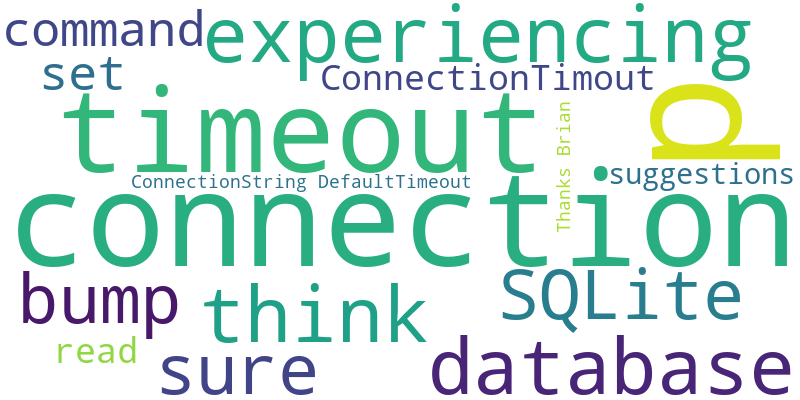 command
experiencing
set
ConnectionTimout
timeout
p
Thanks Brian
suggestions
ConnectionString DefaultTimeout
connection
bump
think
SQLite
read
sure
database